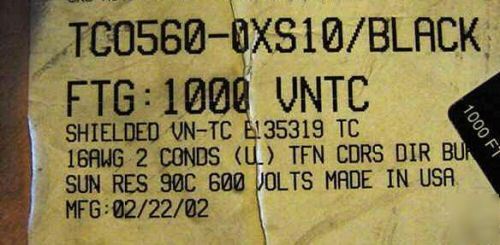 TC0560-0XS10/BLACK
FTG: 1000 VNTC
SHIELDED VN-TC E135319 TC
16AWG 2 CONDS (UL) TFN CDRS DIR BUR
SUN RES 90C 600 VOLTS MADE IN USA
MFG: 02/22/02
1000 FT